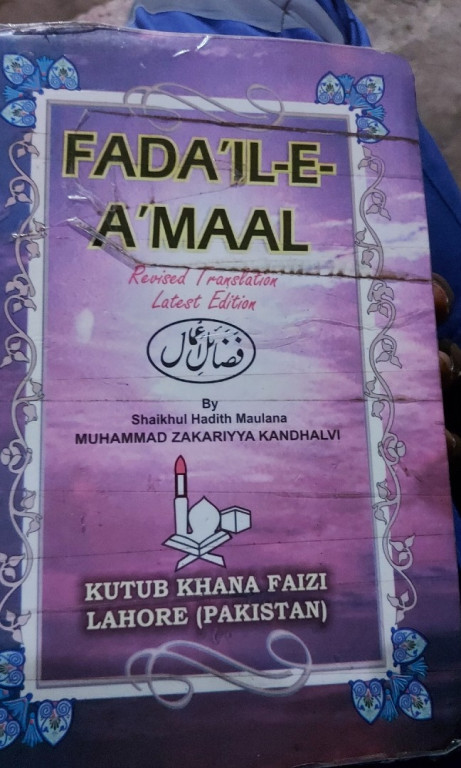 FADA'IL-E-
A'MAAL
Revised Translation
Latest Edition
فضائل اعمال
By
Shaikhul Hadith Maulana
MUHAMMAD ZAKARIYYA KANDHALVI
KUTUB KHANA FAIZI
LAHORE (PAKISTAN)